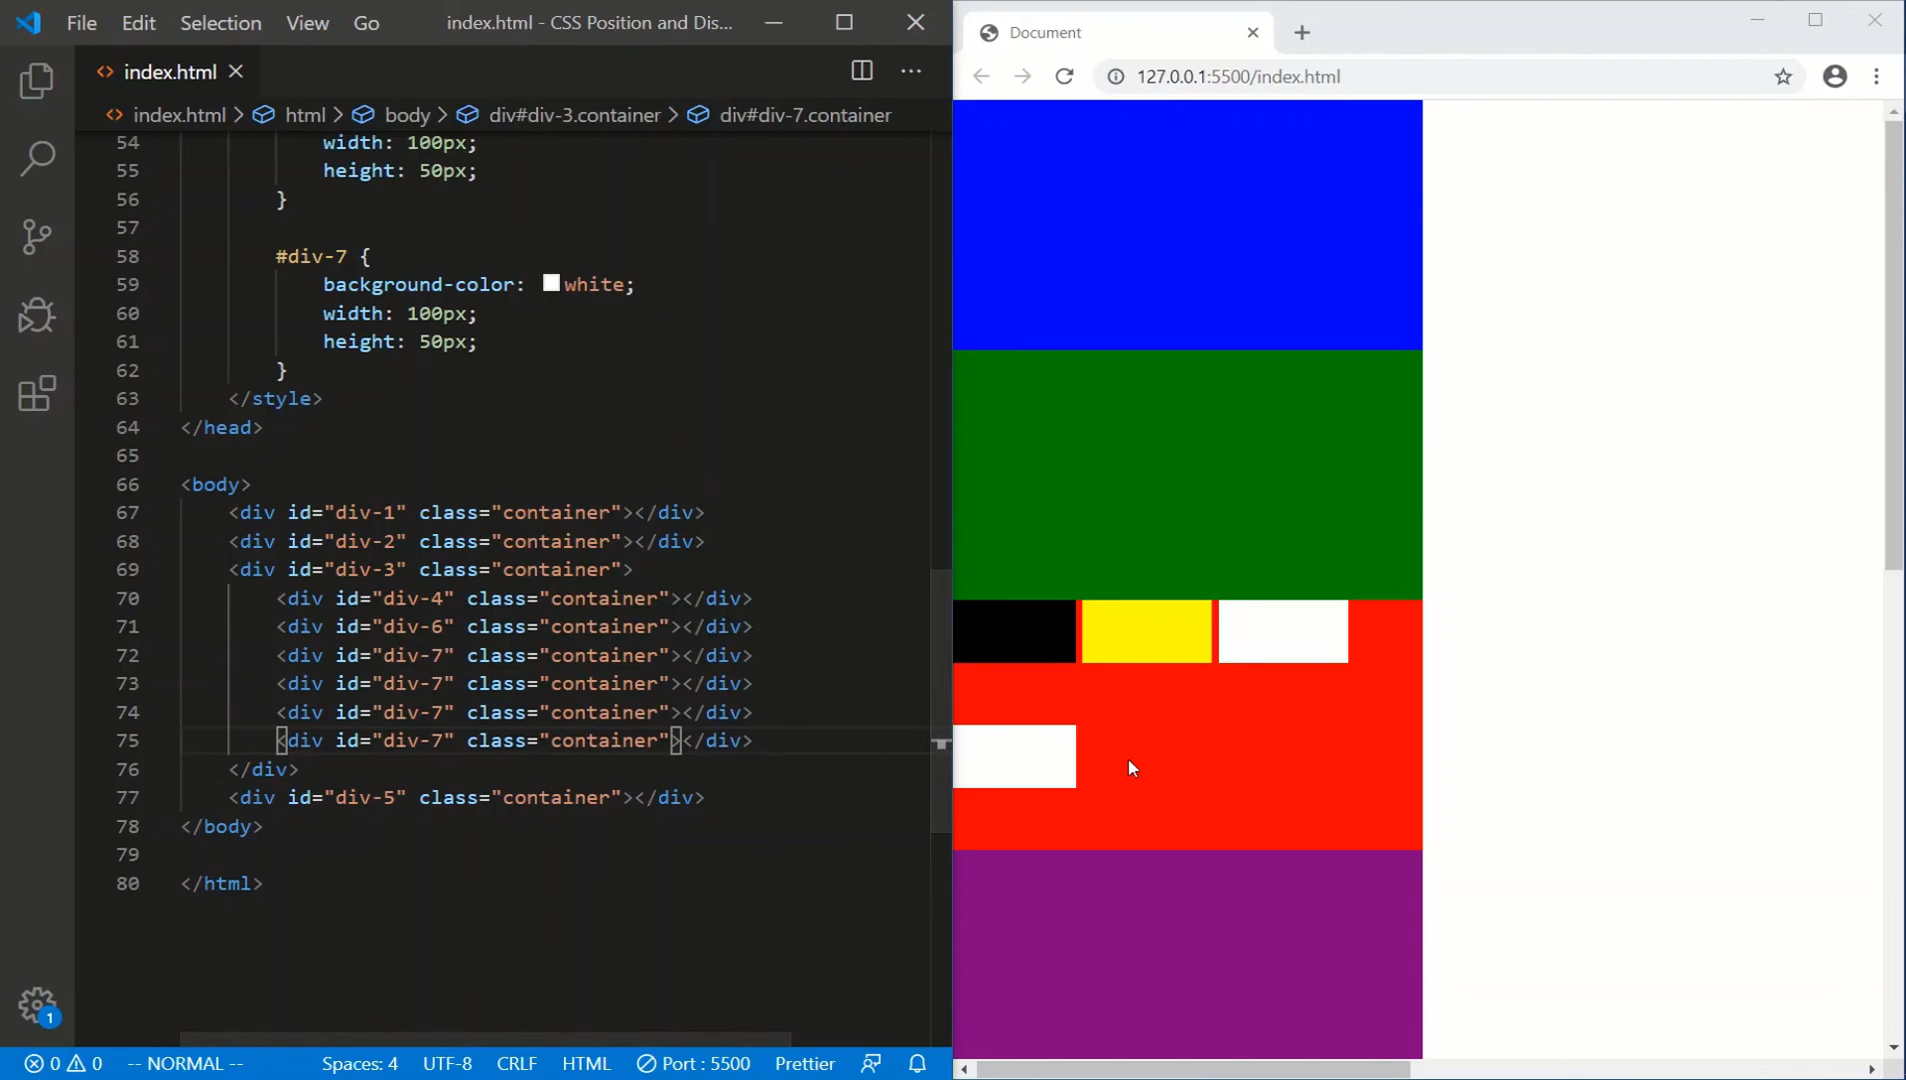 File Edit Selection View Go index.html - CSS Position and Dis...
index.html
index.html > html > body > div#div-3.container > div#div-7.container
54 width: 100px;
55 height: 50px;
56 }
57
58 #div-7 {
59 background-color: white;
60 width: 100px;
61 height: 50px;
62 }
63 </style>
64 </head>
65
66 <body>
67 <div id="div-1" class="container"></div>
68 <div id="div-2" class="container"></div>
69 <div id="div-3" class="container">
70 <div id="div-4" class="container"></div>
71 <div id="div-6" class="container"></div>
72 <div id="div-7" class="container"></div>
73 <div id="div-7" class="container"></div>
74 <div id="div-7" class="container"></div>
75 <div id="div-7" class="container"></div>
76 </div>
77 <div id="div-5" class="container"></div>
78 </body>
79
80 </html>
1
0 0 -- NORMAL -- Spaces: 4 UTF-8 CRLF HTML Port : 5500 Prettier
Document
127.0.0.1:5500/index.html